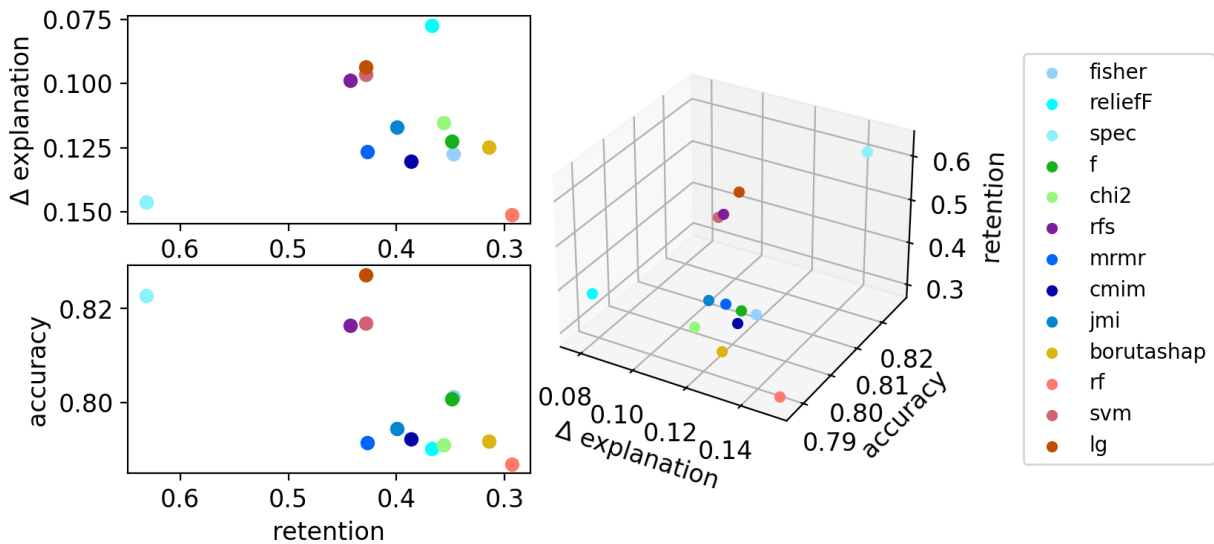 0.075
0.100
0.125
0.150
Δ explanation
0.6 0.5 0.4 0.3
0.82
0.80
accuracy
0.6 0.5 0.4 0.3
retention
0.08
0.10
0.12
0.14
Δ explanation
0.79
0.80
0.81
0.82
accuracy
0.6
0.5
0.4
0.3
retention
fisher
reliefF
spec
f
chi2
rfs
mrmr
cmim
jmi
borutashap
rf
svm
lg